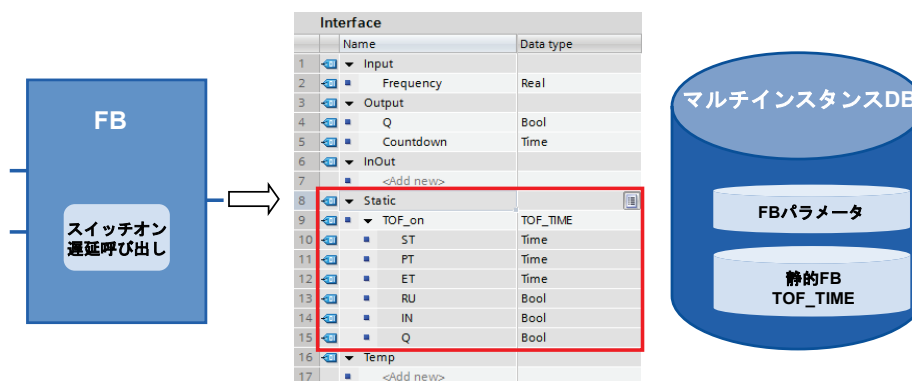 FB
スイッチオン
遅延呼び出し
Interface
Name Data type
1 Input
2 Frequency Real
3 Output
4 Q Bool
5 Countdown Time
6 InOut
7 <Add new>
8 Static
9 TOF_on TOF_TIME
10 ST Time
11 PT Time
12 ET Time
13 RU Bool
14 IN Bool
15 Q Bool
16 Temp
17 <Add new>
マルチインスタンスDB
FBパラメータ
静的FB
TOF_TIME